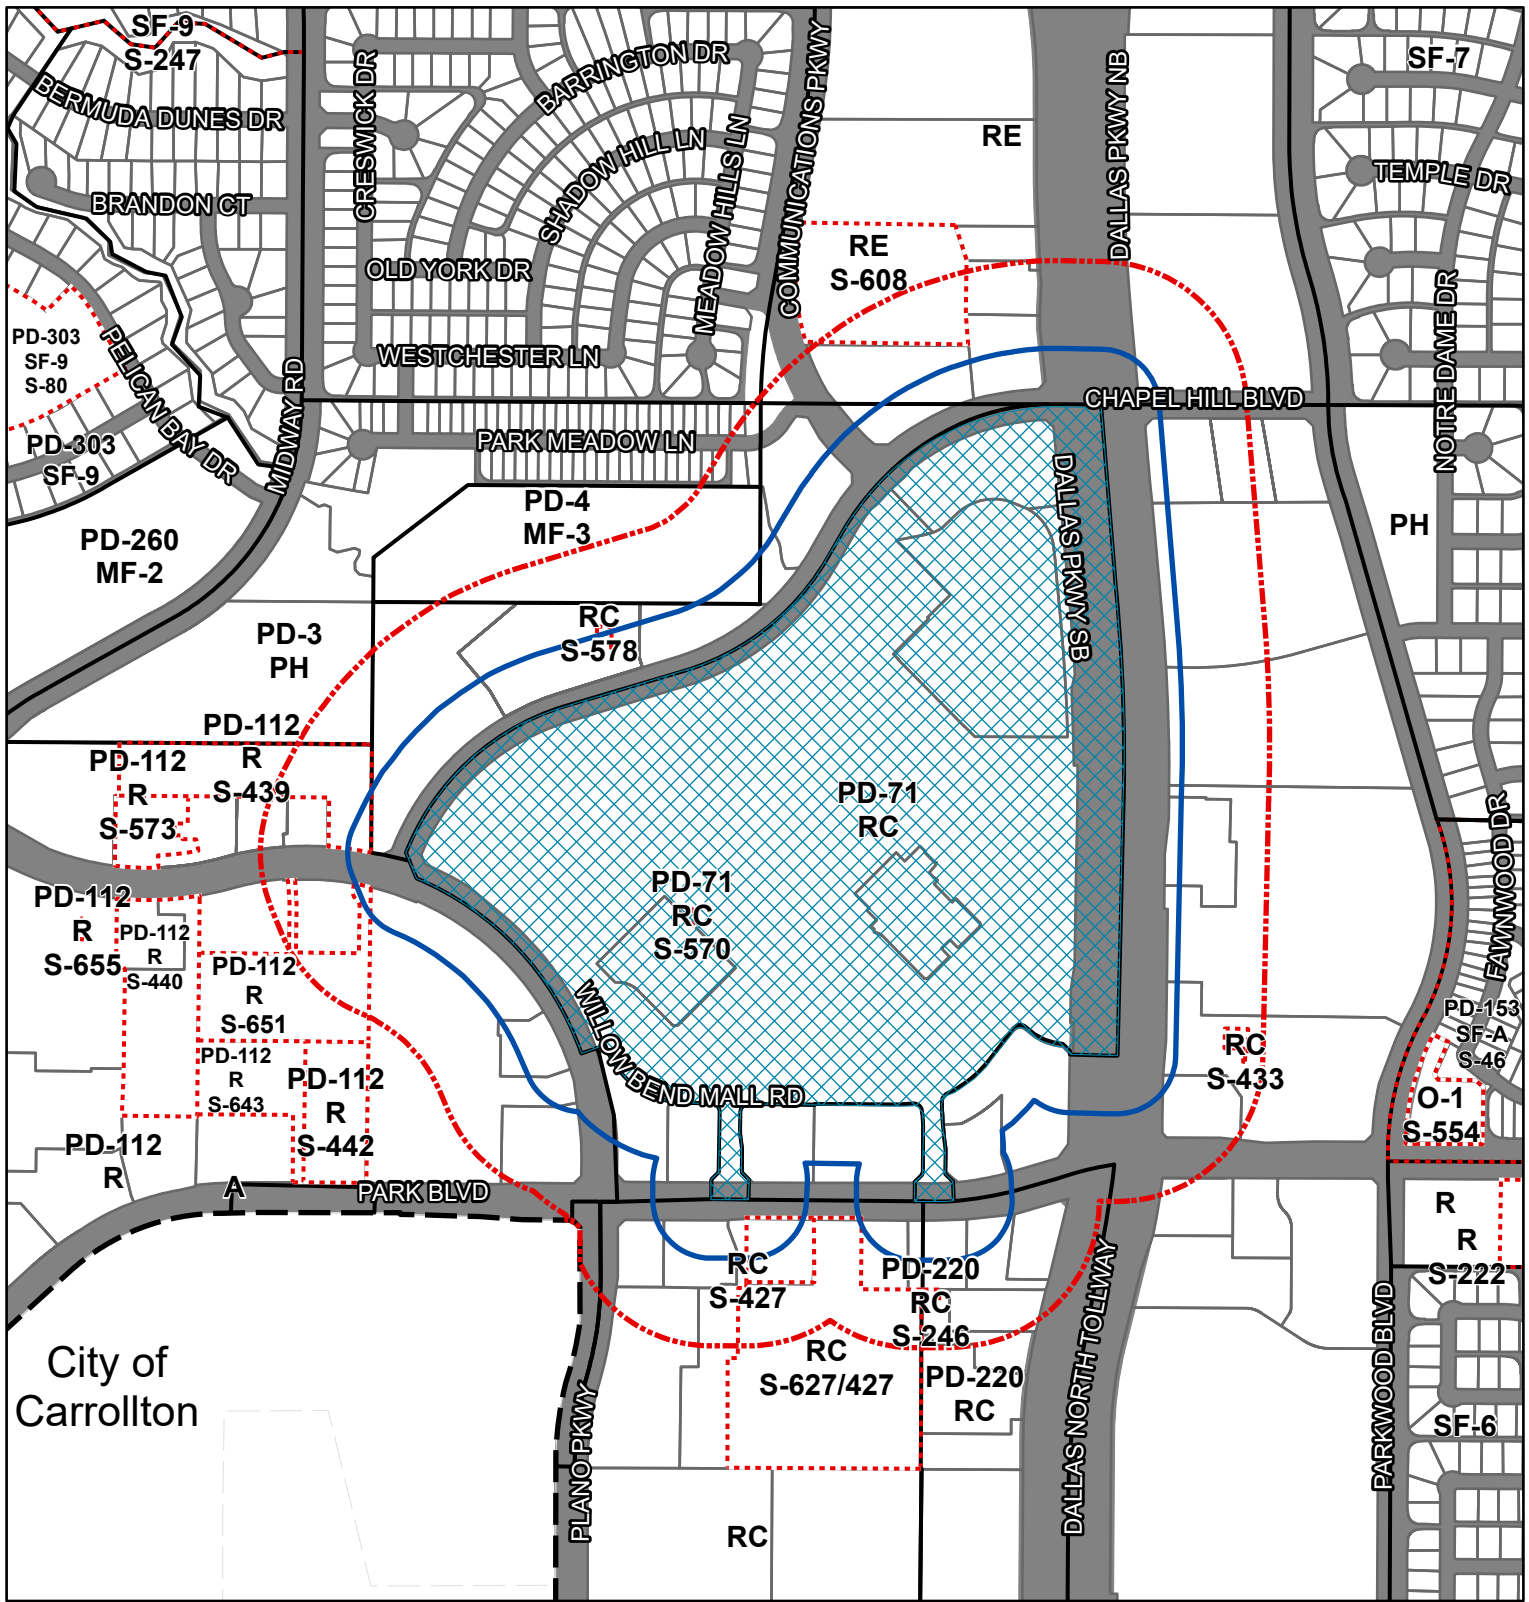 SF-9
S-247
BERMUDA DUNES DR
BRANDON CT
CRESWICK DR
BARRINGTON DR
SHADOW HILL LN
MEADOW HILLS LN
COMMUNICATIONS PKWY
OLD YORK DR
WESTCHESTER LN
RE
DALLAS PKWY NB
SF-7
TEMPLE DR
RE
S-608
NOTRE DAME DR
PD-303
SF-9
S-80
PELICAN BAY DR
MIDWAY RD
PD-303
SF-9
CHAPEL HILL BLVD
PARK MEADOW LN
PD-4
MF-3
DALLAS PKWY SB
PH
PD-260
MF-2
PD-3
PH
RC
S-578
PD-112
R
S-439
PD-112
R
S-573
PD-71
RC
FAWNWOOD DR
PD-112
R
S-655
PD-112
R
S-440
PD-71
RC
S-570
PD-112
R
S-651
WILLOW BEND MALL RD
PD-153
SF-A
S-46
RC
S-433
PD-112
R
S-643
PD-112
R
S-442
O-1
S-554
PD-112
R
A
PARK BLVD
R
R
S-222
RC
S-427
PD-220
RC
S-246
DALLAS NORTH TOLLWAY
PARKWOOD BLVD
City of
Carrollton
RC
S-627/427
PD-220
RC
PLANO PKWY
SF-6
RC